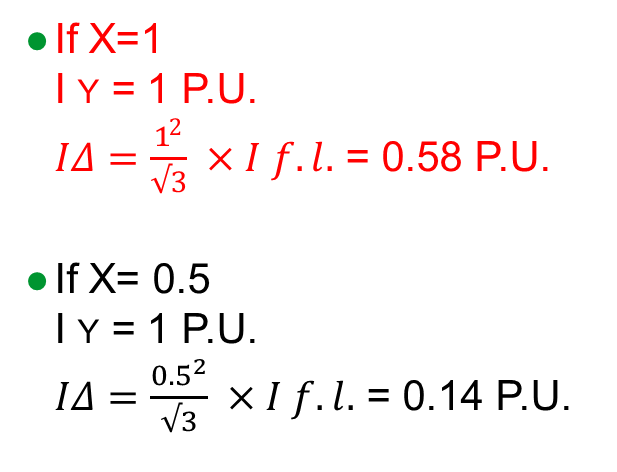 • If X=1
I Y = 1 P.U.
IΔ = 1²/√3 × I f.l. = 0.58 P.U.
• If X= 0.5
I Y = 1 P.U.
IΔ = 0.5²/√3 × I f.l. = 0.14 P.U.